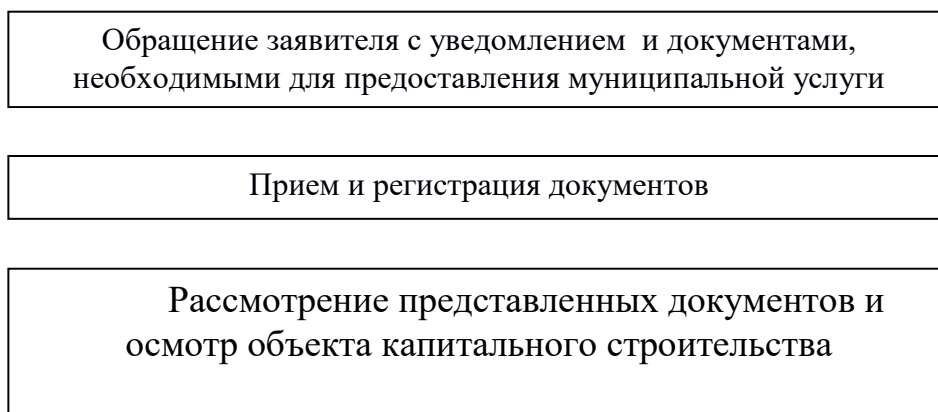 Обращение заявителя с уведомлением и документами,
необходимыми для предоставления муниципальной услуги
Прием и регистрация документов
Рассмотрение представленных документов и
осмотр объекта капитального строительства